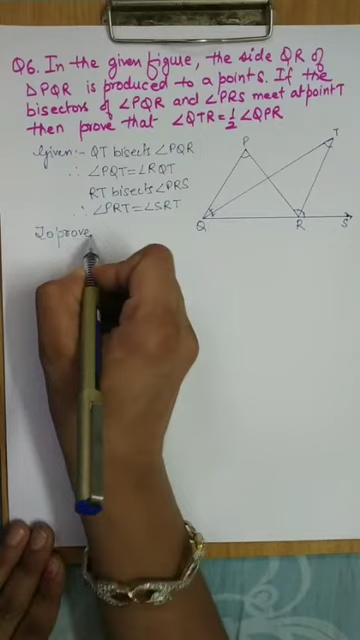 Q6. In the given figure, the side QR of
∆PQR is produced to a point S. If the
bisectors of ∠PQR and ∠PRS meet at point T
then prove that ∠QTR = 1/2 ∠QPR
Given:- QT bisects ∠PQR
∴ ∠PQT = ∠RQT
RT bisects ∠PRS
∴ ∠PRT = ∠SRT
To prove
P
T
Q
R
S